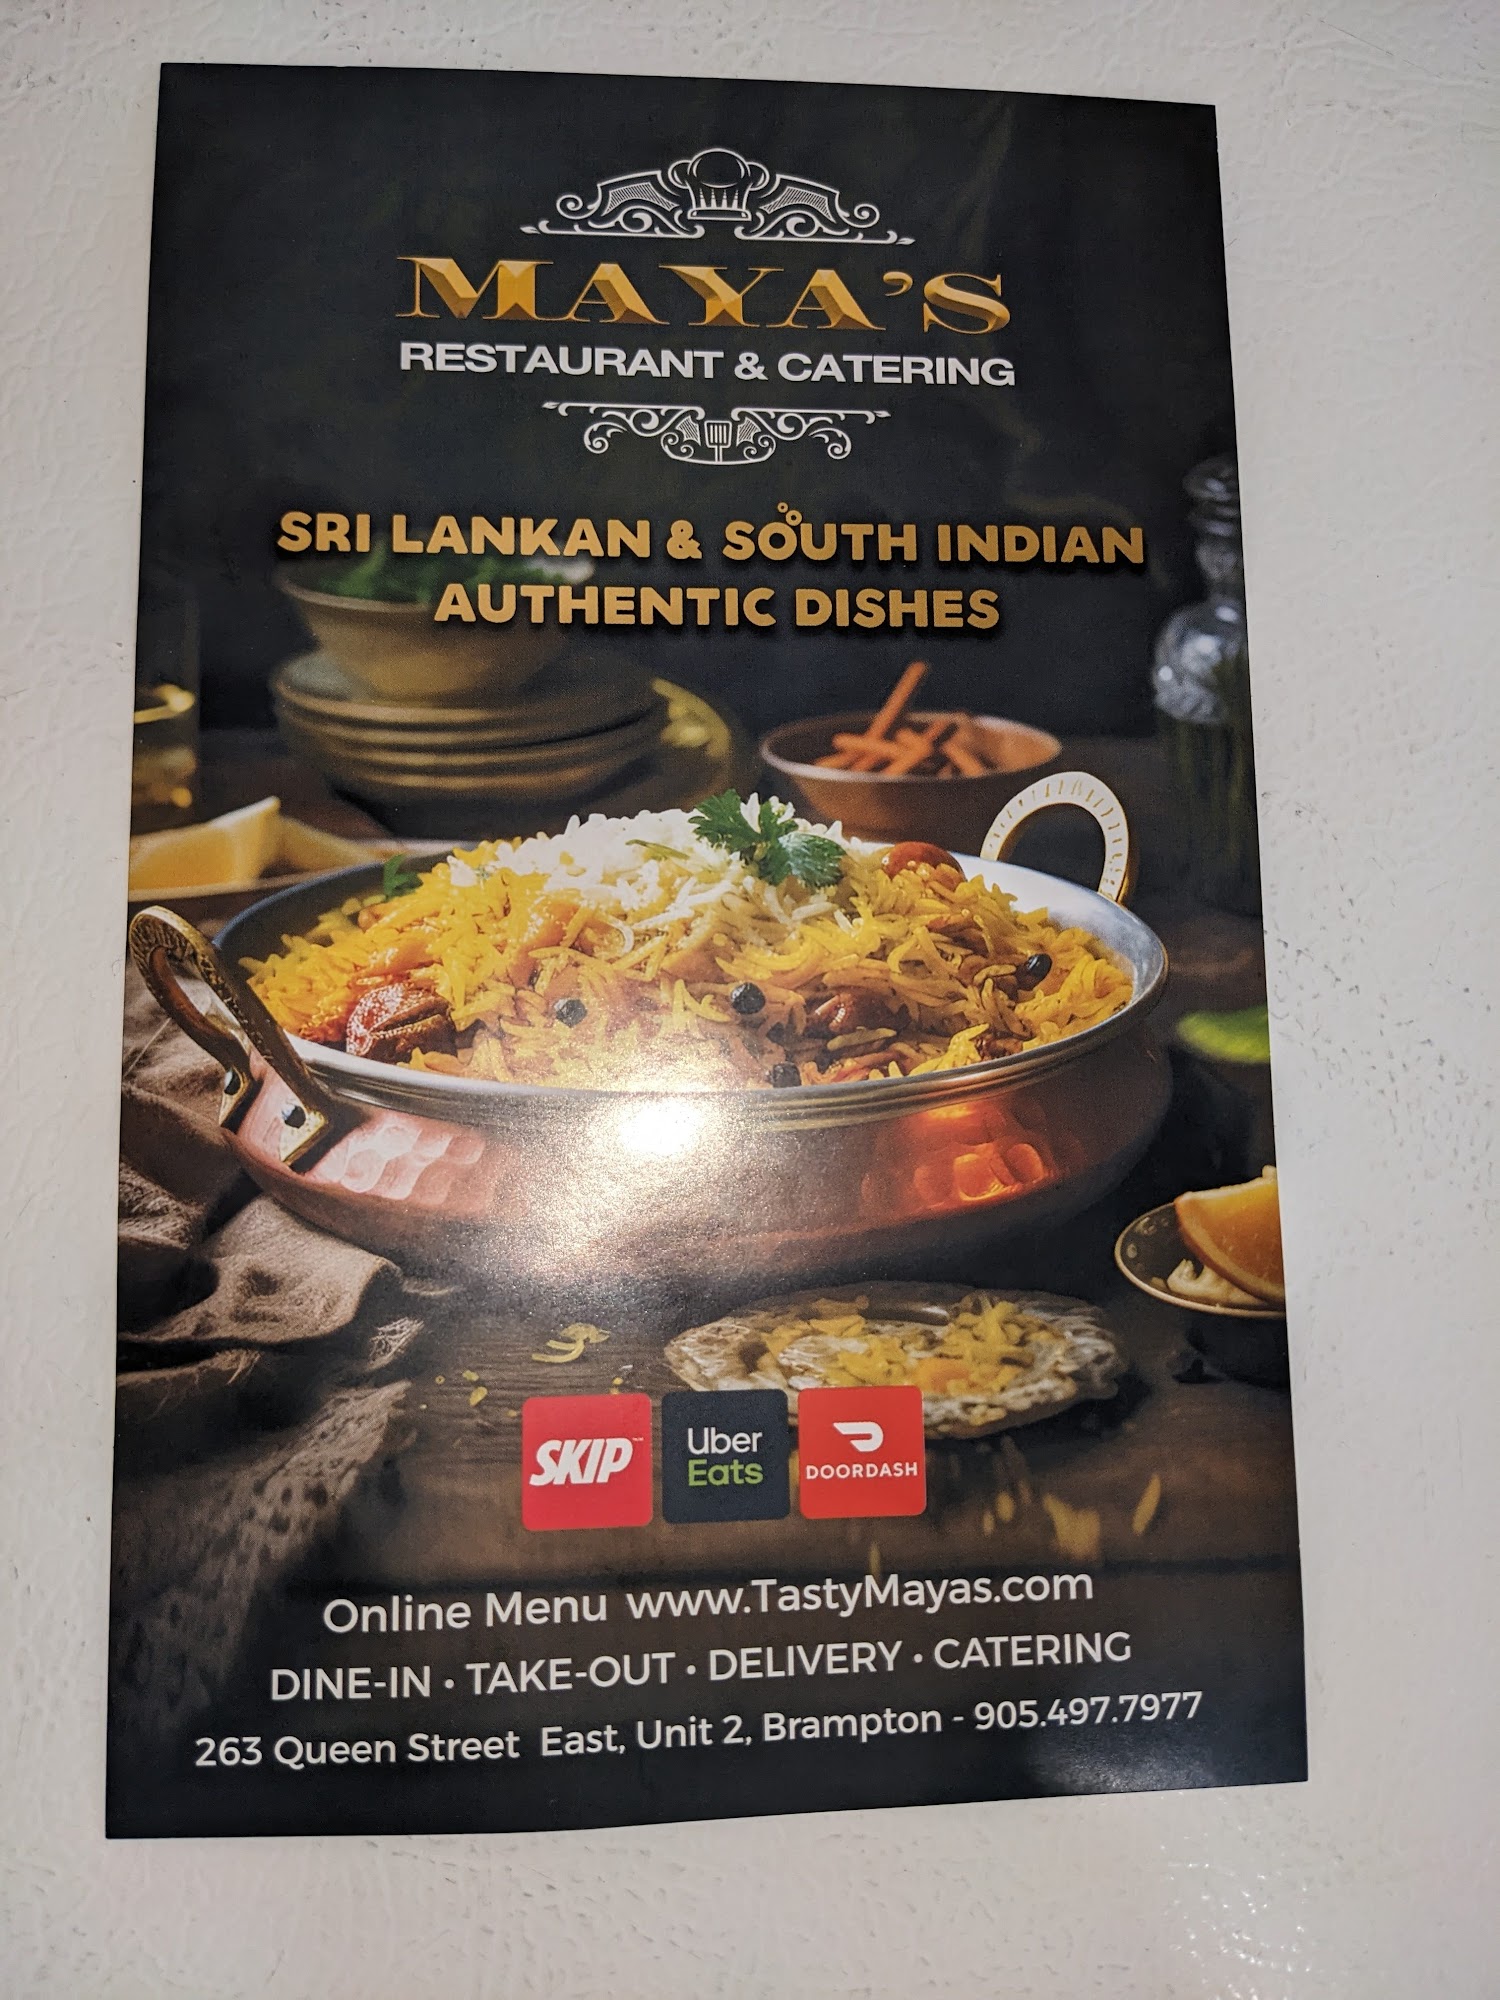 MAYA'S
RESTAURANT & CATERING
SRI LANKAN & SOUTH INDIAN
AUTHENTIC DISHES
SKIP™
Uber Eats
DOORDASH
Online Menu www.TastyMayas.com
DINE-IN • TAKE-OUT • DELIVERY • CATERING
263 Queen Street East, Unit 2, Brampton - 905.497.7977